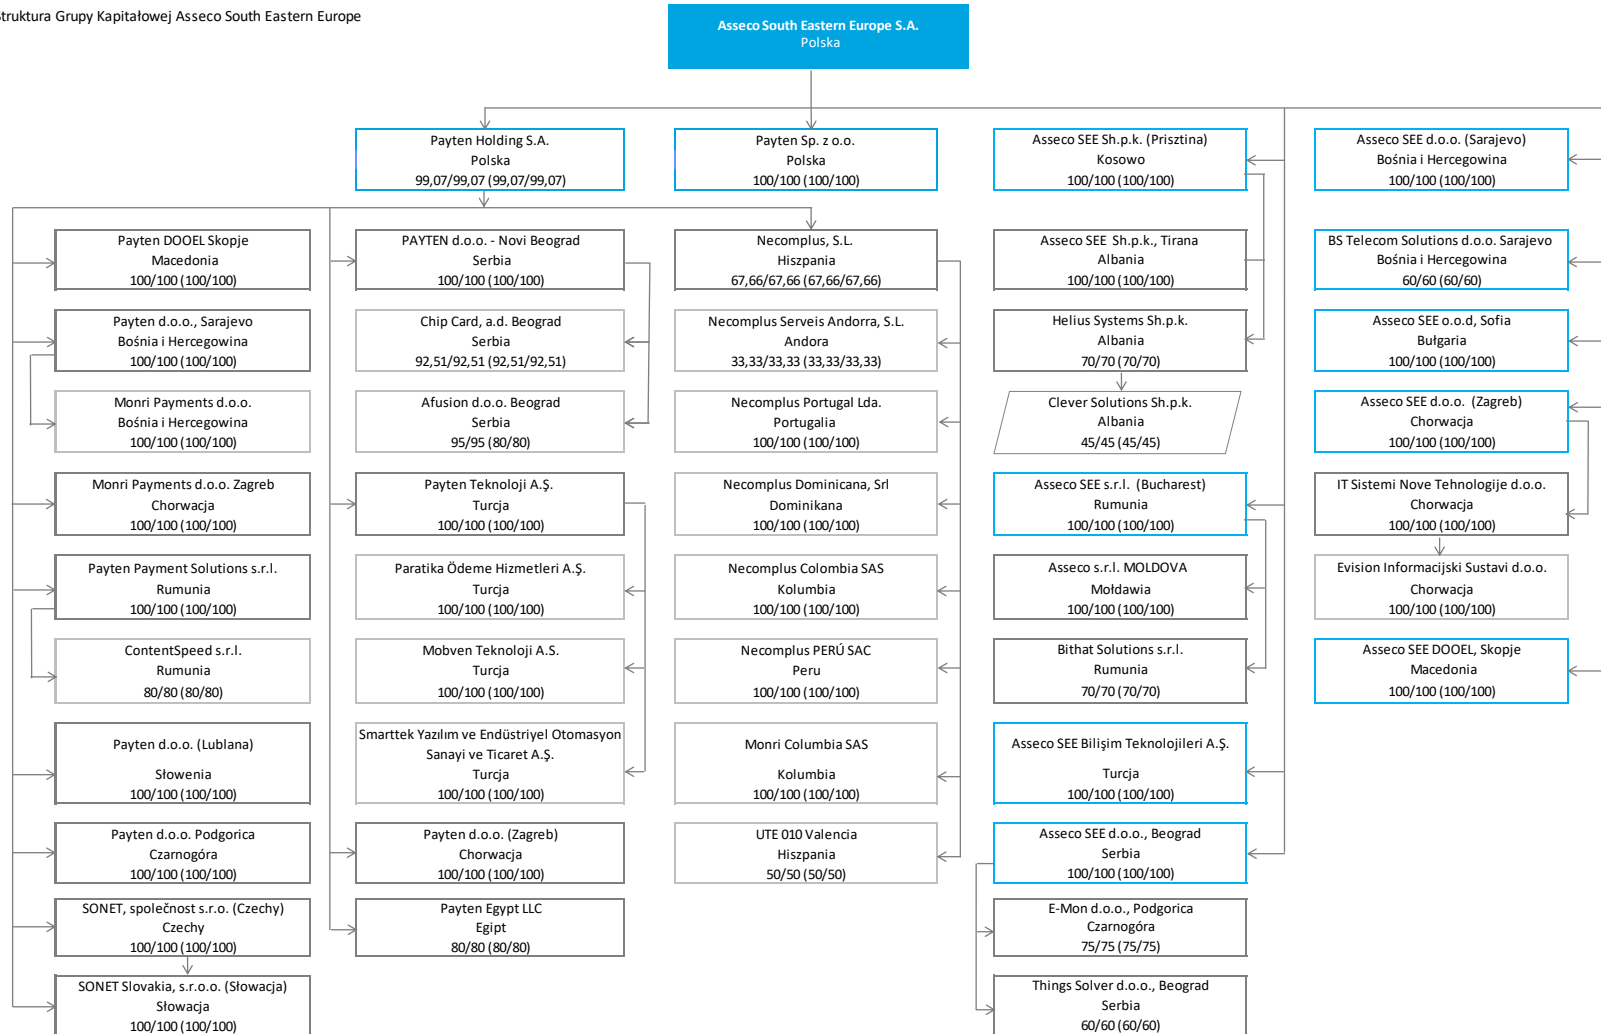 Struktura Grupy Kapitałowej Asseco South Eastern Europe
Asseco South Eastern Europe S.A.
Polska
Payten Holding S.A.
Polska
99,07/99,07 (99,07/99,07)
Payten Sp. z o.o.
Polska
100/100 (100/100)
Asseco SEE Sh.p.k. (Prisztina)
Kosowo
100/100 (100/100)
Asseco SEE d.o.o. (Sarajevo)
Bośnia i Hercegowina
100/100 (100/100)
Payten DOOEL Skopje
Macedonia
100/100 (100/100)
Payten d.o.o., Sarajevo
Bośnia i Hercegowina
100/100 (100/100)
Monri Payments d.o.o.
Bośnia i Hercegowina
100/100 (100/100)
Monri Payments d.o.o. Zagreb
Chorwacja
100/100 (100/100)
Payten Payment Solutions s.r.l.
Rumunia
100/100 (100/100)
ContentSpeed s.r.l.
Rumunia
80/80 (80/80)
Payten d.o.o. (Lublana)
Słowenia
100/100 (100/100)
Payten d.o.o. Podgorica
Czarnogóra
100/100 (100/100)
SONET, společnost s.r.o. (Czechy)
Czechy
100/100 (100/100)
SONET Slovakia, s.r.o.o. (Słowacja)
Słowacja
100/100 (100/100)
PAYTEN d.o.o. - Novi Beograd
Serbia
100/100 (100/100)
Chip Card, a.d. Beograd
Serbia
92,51/92,51 (92,51/92,51)
Afusion d.o.o. Beograd
Serbia
95/95 (80/80)
Payten Teknoloji A.Ş.
Turcja
100/100 (100/100)
Paratika Ödeme Hizmetleri A.Ş.
Turcja
100/100 (100/100)
Mobven Teknoloji A.S.
Turcja
100/100 (100/100)
Smarttek Yazılım ve Endüstriyel Otomasyon
Sanayi ve Ticaret A.Ş.
Turcja
100/100 (100/100)
Payten d.o.o. (Zagreb)
Chorwacja
100/100 (100/100)
Payten Egypt LLC
Egipt
80/80 (80/80)
Necomplus, S.L.
Hiszpania
67,66/67,66 (67,66/67,66)
Necomplus Serveis Andorra, S.L.
Andora
33,33/33,33 (33,33/33,33)
Necomplus Portugal Lda.
Portugalia
100/100 (100/100)
Necomplus Dominicana, Srl
Dominikana
100/100 (100/100)
Necomplus Colombia SAS
Kolumbia
100/100 (100/100)
Necomplus PERÚ SAC
Peru
100/100 (100/100)
Monri Columbia SAS
Kolumbia
100/100 (100/100)
UTE 010 Valencia
Hiszpania
50/50 (50/50)
Asseco SEE Sh.p.k., Tirana
Albania
100/100 (100/100)
Helius Systems Sh.p.k.
Albania
70/70 (70/70)
Clever Solutions Sh.p.k.
Albania
45/45 (45/45)
Asseco SEE s.r.l. (Bucharest)
Rumunia
100/100 (100/100)
Asseco s.r.l. MOLDOVA
Mołdawia
100/100 (100/100)
Bithat Solutions s.r.l.
Rumunia
70/70 (70/70)
Asseco SEE Bilişim Teknolojileri A.Ş.
Turcja
100/100 (100/100)
Asseco SEE d.o.o., Beograd
Serbia
100/100 (100/100)
E-Mon d.o.o., Podgorica
Czarnogóra
75/75 (75/75)
Things Solver d.o.o., Beograd
Serbia
60/60 (60/60)
BS Telecom Solutions d.o.o. Sarajevo
Bośnia i Hercegowina
60/60 (60/60)
Asseco SEE o.o.d, Sofia
Bułgaria
100/100 (100/100)
Asseco SEE d.o.o. (Zagreb)
Chorwacja
100/100 (100/100)
IT Sistemi Nove Tehnologije d.o.o.
Chorwacja
100/100 (100/100)
Evision Informacijski Sustavi d.o.o.
Chorwacja
100/100 (100/100)
Asseco SEE DOOEL, Skopje
Macedonia
100/100 (100/100)